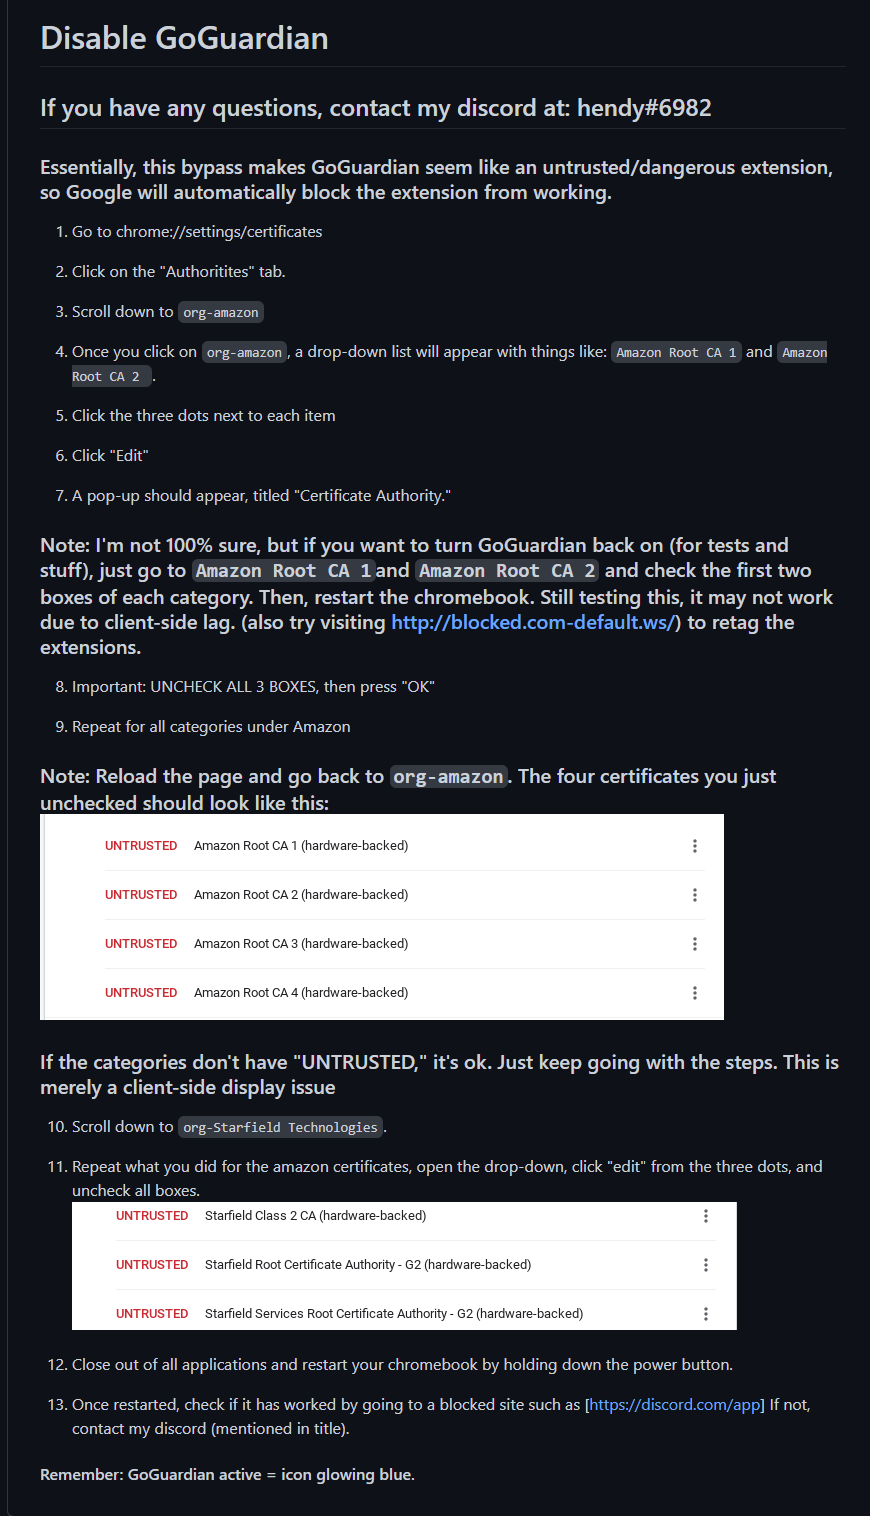 Disable GoGuardian
If you have any questions, contact my discord at: hendy#6982
Essentially, this bypass makes GoGuardian seem like an untrusted/dangerous extension,
so Google will automatically block the extension from working.
1. Go to chrome://settings/certificates
2. Click on the "Authoritites" tab.
3. Scroll down to org-amazon
4. Once you click on org-amazon, a drop-down list will appear with things like: Amazon Root CA 1 and Amazon
Root CA 2 .
5. Click the three dots next to each item
6. Click "Edit"
7. A pop-up should appear, titled "Certificate Authority."
Note: I'm not 100% sure, but if you want to turn GoGuardian back on (for tests and
stuff), just go to Amazon Root CA 1 and Amazon Root CA 2 and check the first two
boxes of each category. Then, restart the chromebook. Still testing this, it may not work
due to client-side lag. (also try visiting http://blocked.com-default.ws/) to retag the
extensions.
8. Important: UNCHECK ALL 3 BOXES, then press "OK"
9. Repeat for all categories under Amazon
Note: Reload the page and go back to org-amazon. The four certificates you just
unchecked should look like this:
UNTRUSTED Amazon Root CA 1 (hardware-backed)
UNTRUSTED Amazon Root CA 2 (hardware-backed)
UNTRUSTED Amazon Root CA 3 (hardware-backed)
UNTRUSTED Amazon Root CA 4 (hardware-backed)
If the categories don't have "UNTRUSTED," it's ok. Just keep going with the steps. This is
merely a client-side display issue
10. Scroll down to org-Starfield Technologies.
11. Repeat what you did for the amazon certificates, open the drop-down, click "edit" from the three dots, and
uncheck all boxes.
UNTRUSTED Starfield Class 2 CA (hardware-backed)
UNTRUSTED Starfield Root Certificate Authority - G2 (hardware-backed)
UNTRUSTED Starfield Services Root Certificate Authority - G2 (hardware-backed)
12. Close out of all applications and restart your chromebook by holding down the power button.
13. Once restarted, check if it has worked by going to a blocked site such as [https://discord.com/app] If not,
contact my discord (mentioned in title).
Remember: GoGuardian active = icon glowing blue.